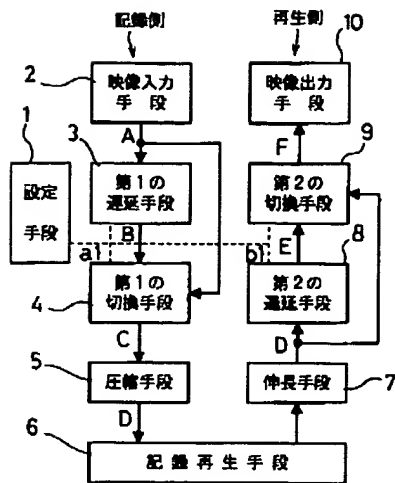 記録側
再生側
2
映像入力
手段
10
映像出力
手段
A
F
1
設定
手段
3
第1の
遅延手段
9
第2の
切換手段
B
E
a
b
4
第1の
切換手段
8
第2の
遅延手段
C
D
5
圧縮手段
7
伸長手段
D
6
記録再生手段